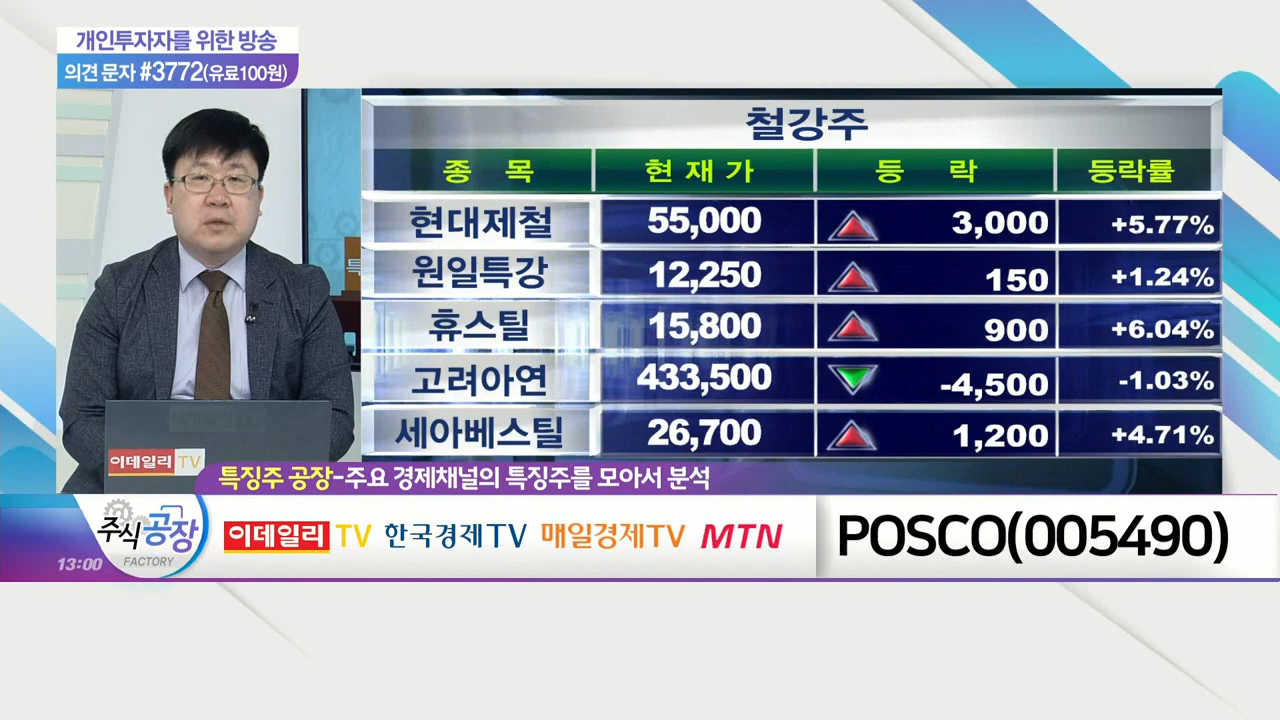 개인투자자를 위한 방송
의견 문자 #3772(유료100원)
철강주
종 목 현재가 등 락 등락률
현대제철 55,000 ▲ 3,000 +5.77%
원일특강 12,250 ▲ 150 +1.24%
휴스틸 15,800 ▲ 900 +6.04%
고려아연 433,500 ▼ -4,500 -1.03%
세아베스틸 26,700 ▲ 1,200 +4.71%
특
이데일리 TV
특징주 공장-주요 경제채널의 특징주를 모아서 분석
주식공장
FACTORY
13:00
이데일리 TV 한국경제TV 매일경제TV MTN
POSCO(005490)